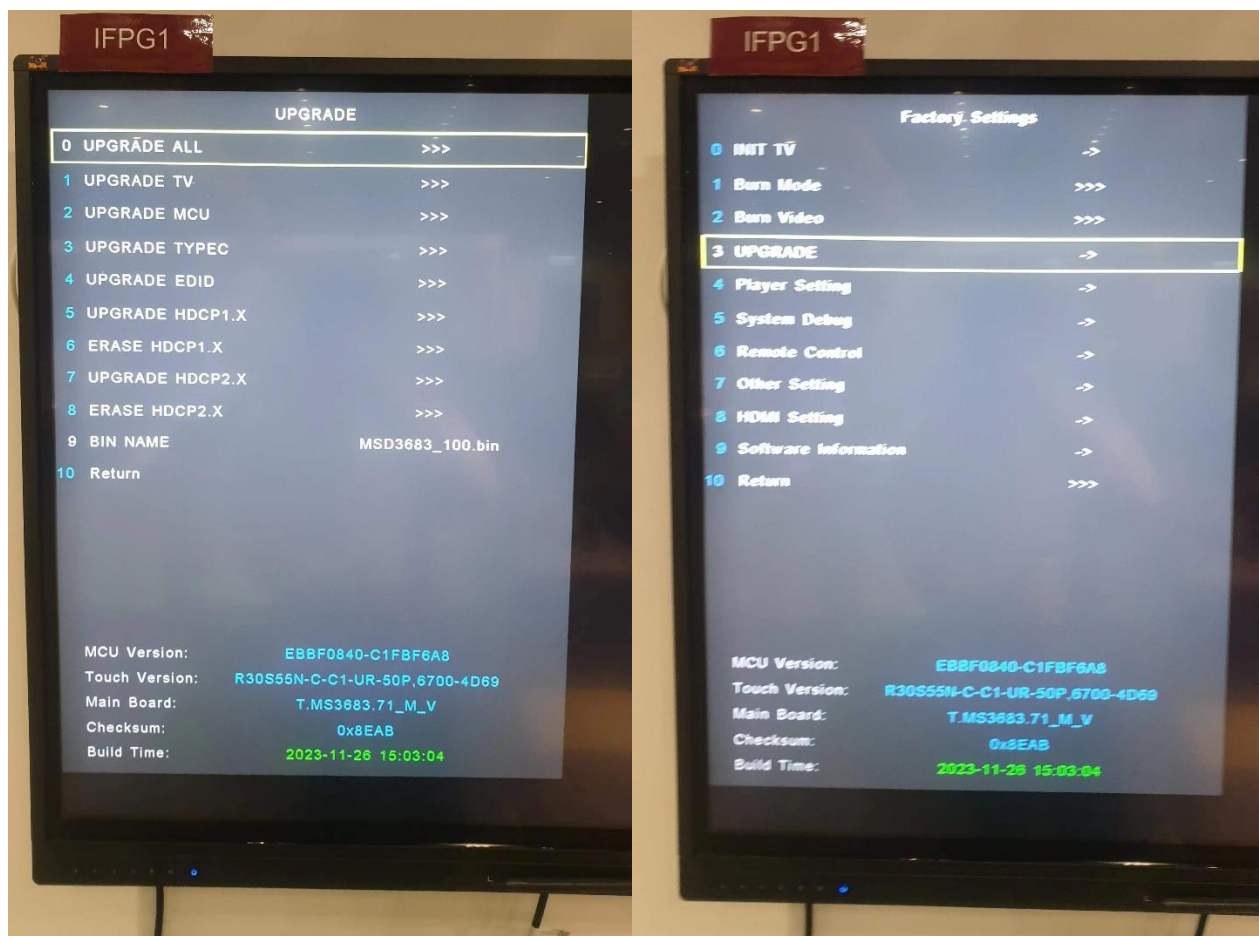 IFPG1
UPGRADE
0 UPGRADE ALL >>>
1 UPGRADE TV >>>
2 UPGRADE MCU >>>
3 UPGRADE TYPEC >>>
4 UPGRADE EDID >>>
5 UPGRADE HDCP1.X >>>
6 ERASE HDCP1.X >>>
7 UPGRADE HDCP2.X >>>
8 ERASE HDCP2.X >>>
9 BIN NAME MSD3683_100.bin
10 Return
MCU Version: EBBF0840-C1FBF6A8
Touch Version: R30S55N-C-C1-UR-50P,6700-4D69
Main Board: T.MS3683.71_M_V
Checksum: 0x8EAB
Build Time: 2023-11-26 15:03:04
IFPG1
Factory Settings
0 INIT TV ->
1 Burn Mode >>>
2 Burn Video >>>
3 UPGRADE ->
4 Player Setting ->
5 System Debug ->
6 Remote Control ->
7 Other Setting ->
8 HDMI Setting ->
9 Software Information ->
10 Return >>>
MCU Version: EBBF0840-C1FBF6A8
Touch Version: R30S55N-C-C1-UR-50P,6700-4D69
Main Board: T.MS3683.71_M_V
Checksum: 0x8EAB
Build Time: 2023-11-26 15:03:04